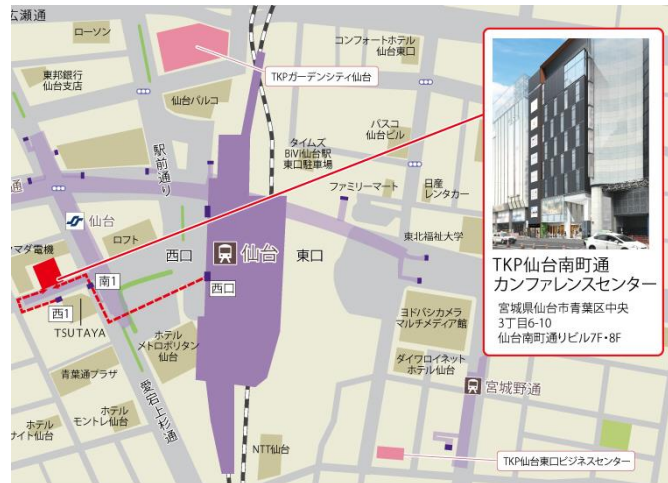 広瀬通
ローソン
東邦銀行
仙台支店
TKPガーデンシティ仙台
仙台パルコ
コンフォートホテル
仙台東口
パスコ
仙台ビル
タイムズ
BiVi仙台駅
東口駐車場
ファミリーマート
日産
レンタカー
駅前通り
通
仙台
ヤマダ電機
ロフト
西口
仙台
東口
東北福祉大学
南1
西口
西1
TSUTAYA
ホテル
メトロポリタン
仙台
ヨドバシカメラ
マルチメディア館
ダイワロイネット
ホテル仙台
青葉通プラザ
愛宕上杉通
宮城野通
ホテル
モントレ仙台
ホテル
サイト仙台
NTT仙台
TKP仙台東口ビジネスセンター
TKP仙台南町通
カンファレンスセンター
宮城県仙台市青葉区中央
3丁目6-10
仙台南町通りビル7F・8F